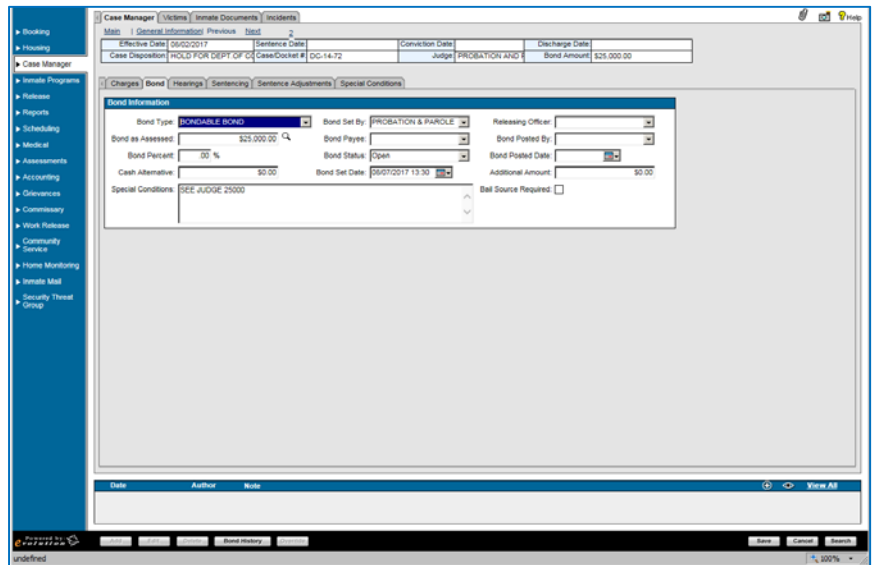 Case Manager Victims Inmate Documents Incidents
Help
Main | General Information Previous Next 2
Effective Date: 06/02/2017 Sentence Date: Conviction Date: Discharge Date:
Case Disposition: HOLD FOR DEPT OF CO Case/Docket #: DC-14-72 Judge: PROBATION AND P Bond Amount: $25,000.00
Charges Bond Hearings Sentencing Sentence Adjustments Special Conditions
Booking
Housing
Case Manager
Inmate Programs
Release
Reports
Scheduling
Medical
Assessments
Accounting
Grievances
Commissary
Work Release
Community
Service
Home Monitoring
Inmate Mail
Security Threat
Group
Bond Information
Bond Type: BONDABLE BOND Bond Set By: PROBATION & PAROLE Releasing Officer:
Bond as Assessed: $25,000.00 Bond Payee: Bond Posted By:
Bond Percent: .00 % Bond Status: Open Bond Posted Date:
Cash Alternative: $0.00 Bond Set Date: 06/07/2017 13:30 Additional Amount: $0.00
Special Conditions: SEE JUDGE 25000 Bail Source Required:
Date Author Note View All
Powered by
evolution
Add Edit Delete Bond History Override Save Cancel Search
undefined 100%